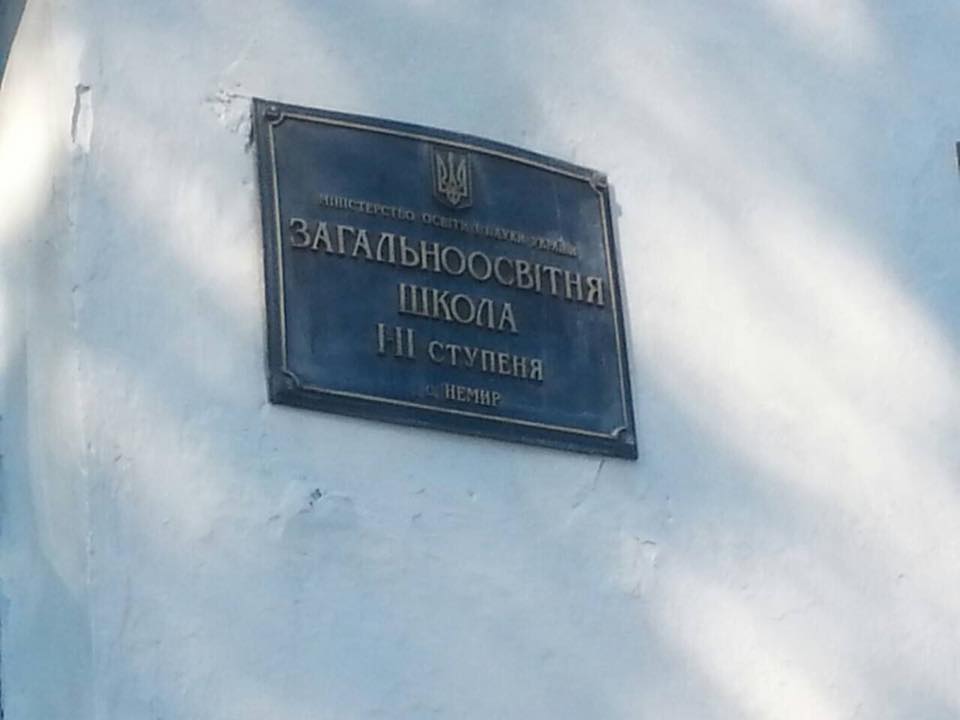 МІНІСТЕРСТВО ОСВІТИ І НАУКИ УКРАЇНИ
ЗАГАЛЬНООСВІТНЯ
ШКОЛА
І-ІІ СТУПЕНЯ
с. НЕМИР